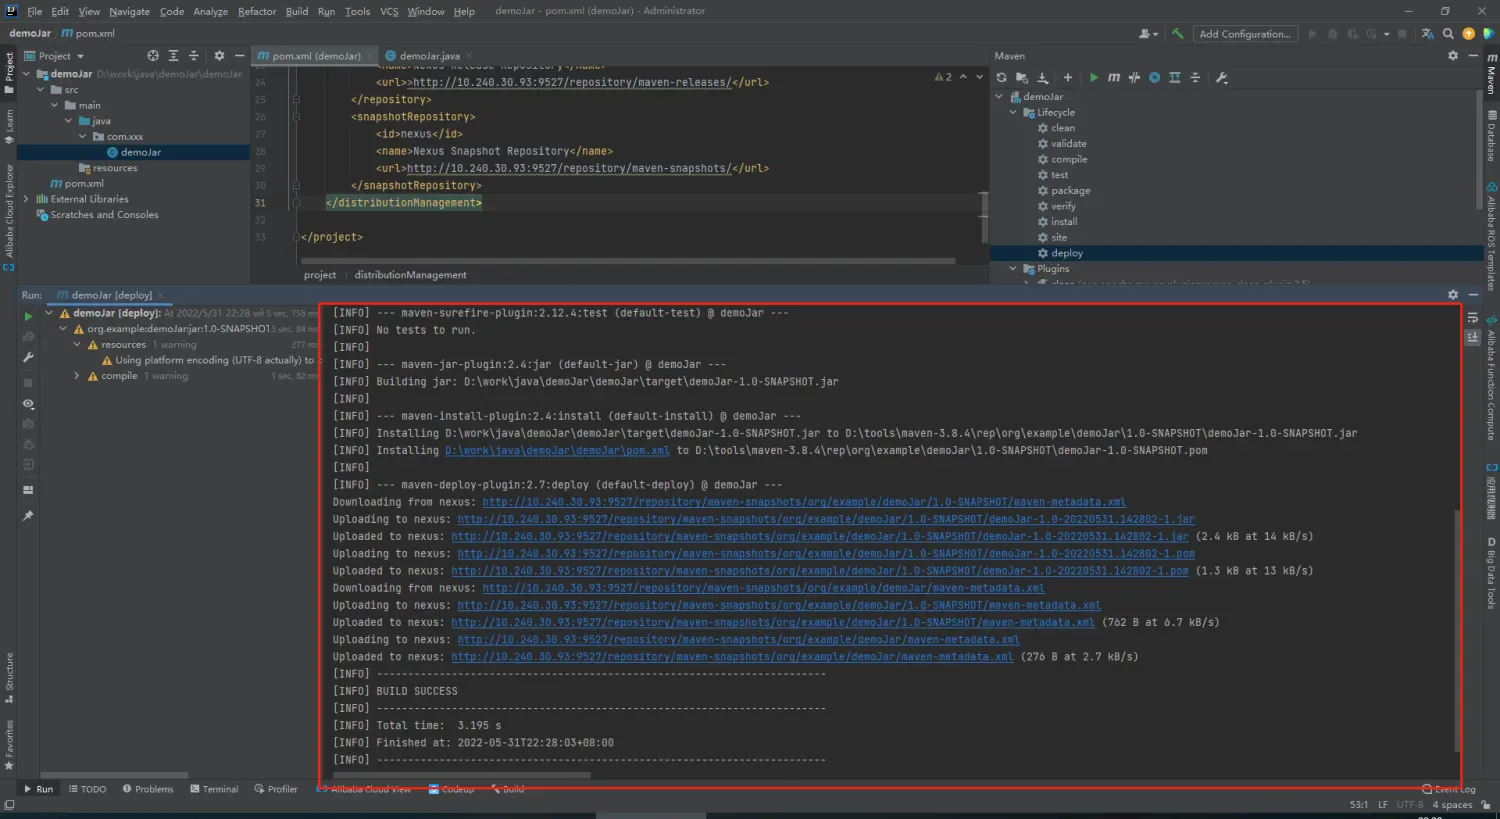 File Edit View Navigate Code Analyze Refactor Build Run Tools VCS Window Help demoJar - pom.xml (demoJar) - Administrator
demoJar m pom.xml
Add Configuration...
Project
Project
Learn
Alibaba Cloud Explorer
demoJar D:\work\java\demoJar\demoJar
src
main
java
com.xxx
demoJar
resources
pom.xml
External Libraries
Scratches and Consoles
pom.xml (demoJar)
demoJar.java
2
24 <url>>http://10.240.30.93:9527/repository/maven-releases/</url>
25 </repository>
26 <snapshotRepository>
27 <id>nexus</id>
28 <name>Nexus Snapshot Repository</name>
29 <url>http://10.240.30.93:9527/repository/maven-snapshots/</url>
30 </snapshotRepository>
31 </distributionManagement>
32
33 </project>
project distributionManagement
Maven
demoJar
Lifecycle
clean
validate
compile
test
package
verify
install
site
deploy
Plugins
Maven
Database
Alibaba ROS Templates
Alibaba Function Compute
Big Data Tools
Run: demoJar [deploy]
demoJar [deploy]: At 2022/5/31 22:28 wit 5 sec, 758 ms
org.example:demoJar:jar:1.0-SNAPSHOT 3 sec, 84 ms
resources 1 warning 277 ms
Using platform encoding (UTF-8 actually) to
compile 1 warning 1 sec, 82 ms
[INFO] --- maven-surefire-plugin:2.12.4:test (default-test) @ demoJar ---
[INFO] No tests to run.
[INFO]
[INFO] --- maven-jar-plugin:2.4:jar (default-jar) @ demoJar ---
[INFO] Building jar: D:\work\java\demoJar\demoJar\target\demoJar-1.0-SNAPSHOT.jar
[INFO]
[INFO] --- maven-install-plugin:2.4:install (default-install) @ demoJar ---
[INFO] Installing D:\work\java\demoJar\demoJar\target\demoJar-1.0-SNAPSHOT.jar to D:\tools\maven-3.8.4\rep\org\example\demoJar\1.0-SNAPSHOT\demoJar-1.0-SNAPSHOT.jar
[INFO] Installing D:\work\java\demoJar\demoJar\pom.xml to D:\tools\maven-3.8.4\rep\org\example\demoJar\1.0-SNAPSHOT\demoJar-1.0-SNAPSHOT.pom
[INFO]
[INFO] --- maven-deploy-plugin:2.7:deploy (default-deploy) @ demoJar ---
Downloading from nexus: http://10.240.30.93:9527/repository/maven-snapshots/org/example/demoJar/1.0-SNAPSHOT/maven-metadata.xml
Uploading to nexus: http://10.240.30.93:9527/repository/maven-snapshots/org/example/demoJar/1.0-SNAPSHOT/demoJar-1.0-20220531.142802-1.jar
Uploaded to nexus: http://10.240.30.93:9527/repository/maven-snapshots/org/example/demoJar/1.0-SNAPSHOT/demoJar-1.0-20220531.142802-1.jar (2.4 kB at 14 kB/s)
Uploading to nexus: http://10.240.30.93:9527/repository/maven-snapshots/org/example/demoJar/1.0-SNAPSHOT/demoJar-1.0-20220531.142802-1.pom
Uploaded to nexus: http://10.240.30.93:9527/repository/maven-snapshots/org/example/demoJar/1.0-SNAPSHOT/demoJar-1.0-20220531.142802-1.pom (1.3 kB at 13 kB/s)
Downloading from nexus: http://10.240.30.93:9527/repository/maven-snapshots/org/example/demoJar/maven-metadata.xml
Uploading to nexus: http://10.240.30.93:9527/repository/maven-snapshots/org/example/demoJar/1.0-SNAPSHOT/maven-metadata.xml
Uploaded to nexus: http://10.240.30.93:9527/repository/maven-snapshots/org/example/demoJar/1.0-SNAPSHOT/maven-metadata.xml (762 B at 6.7 kB/s)
Uploading to nexus: http://10.240.30.93:9527/repository/maven-snapshots/org/example/demoJar/maven-metadata.xml
Uploaded to nexus: http://10.240.30.93:9527/repository/maven-snapshots/org/example/demoJar/maven-metadata.xml (276 B at 2.7 kB/s)
[INFO] ------------------------------------------------------------------------
[INFO] BUILD SUCCESS
[INFO] ------------------------------------------------------------------------
[INFO] Total time:  3.195 s
[INFO] Finished at: 2022-05-31T22:28:03+08:00
[INFO] ------------------------------------------------------------------------
Structure
Favorites
Run TODO Problems Terminal Profiler Alibaba Cloud View Codeup Build Event Log
53:1 LF UTF-8 4 spaces